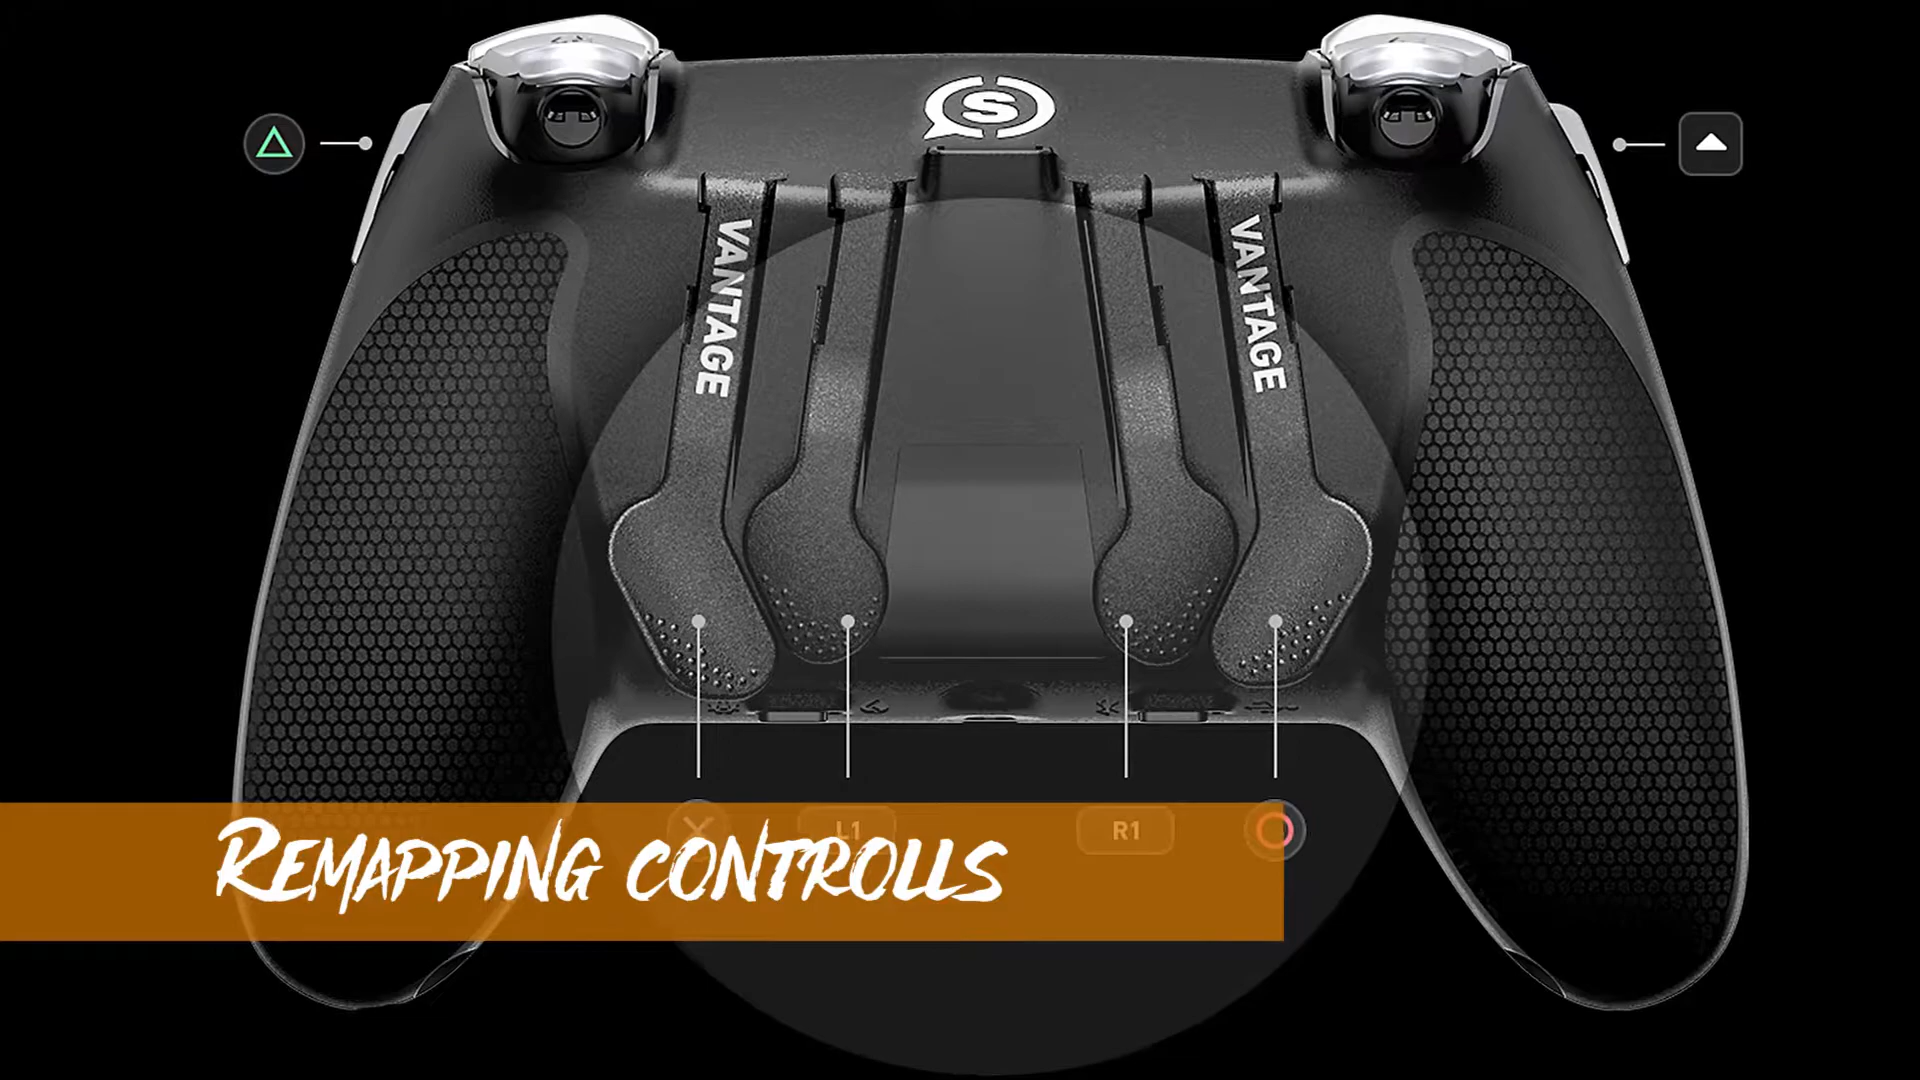 S
VANTAGE
VANTAGE
L1
R1
REMAPPING CONTROLLS